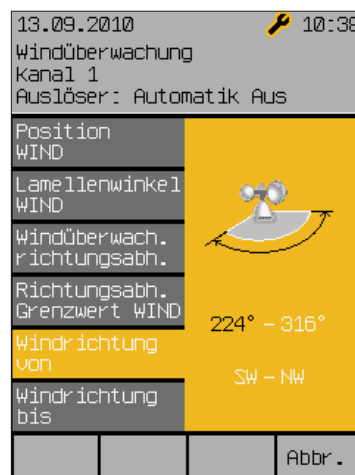 13.09.2010 10:38
Windüberwachung
Kanal 1
Auslöser: Automatik Aus
Position
WIND
Lamellenwinkel
WIND
Windüberwach.
richtungsabh.
Richtungsabh.
Grenzwert WIND
Windrichtung
von
Windrichtung
bis
224° – 316°
SW – NW
Abbr.